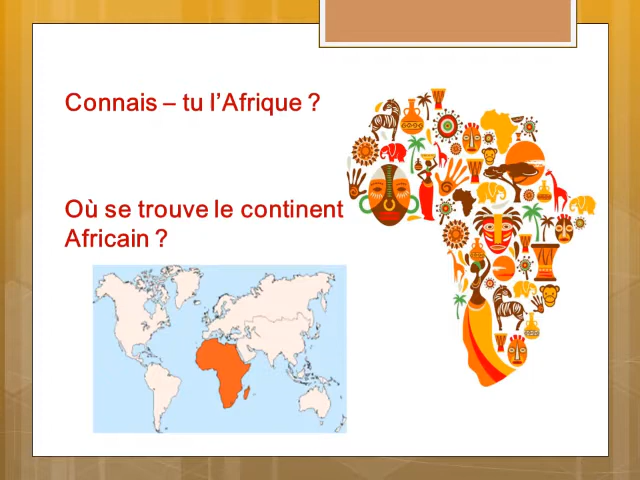 Connais – tu l’Afrique ?
Où se trouve le continent
Africain ?